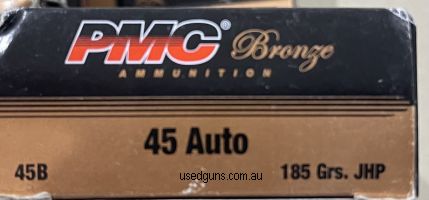 PMC® Bronze
AMMUNITION
45 Auto
45B 185 Grs. JHP
usedguns.com.au